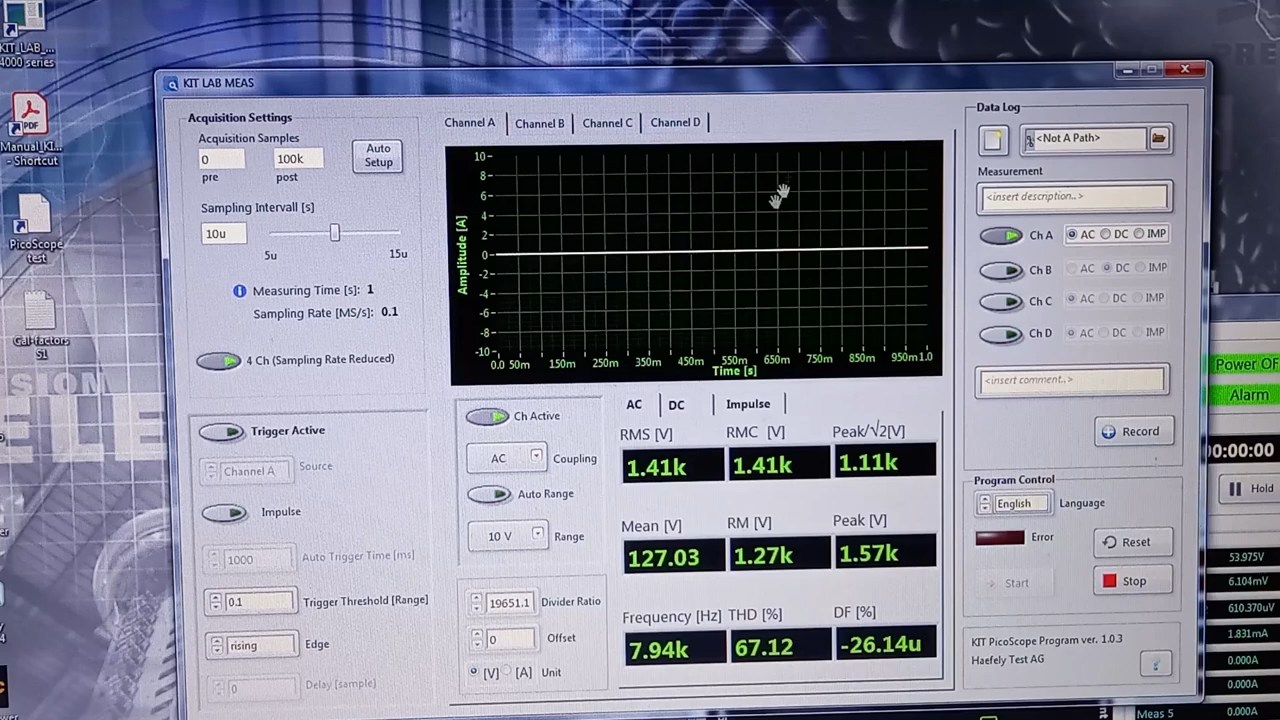 KIT_LAB_...
4000 series
PDF
Manual_KI...
- Shortcut
PicoScope
test
Cal-factors
S1
KIT LAB MEAS
Acquisition Settings
Acquisition Samples
0
100k
pre
post
Auto
Setup
Sampling Intervall [s]
10u
5u
15u
Measuring Time [s]: 1
Sampling Rate [MS/s]: 0.1
4 Ch (Sampling Rate Reduced)
Trigger Active
Channel A
Source
Impulse
1000
Auto Trigger Time [ms]
0.1
Trigger Threshold [Range]
rising
Edge
0
Delay [sample]
Channel A
Channel B
Channel C
Channel D
Amplitude [A]
10
8
6
4
2
0
-2
-4
-6
-8
-10
0.0 50m 150m 250m 350m 450m 550m 650m 750m 850m 950m 1.0
Time [s]
Ch Active
AC
Coupling
Auto Range
10 V
Range
19651.1
Divider Ratio
0
Offset
[V] [A] Unit
AC
DC
Impulse
RMS [V] RMC [V] Peak/√2[V]
1.41k 1.41k 1.11k
Mean [V] RM [V] Peak [V]
127.03 1.27k 1.57k
Frequency [Hz] THD [%] DF [%]
7.94k 67.12 -26.14u
Data Log
<Not A Path>
Measurement
<insert description..>
Ch A AC DC IMP
Ch B AC DC IMP
Ch C AC DC IMP
Ch D AC DC IMP
<insert comment..>
Record
Program Control
English
Language
Error
Reset
Start
Stop
KIT PicoScope Program ver. 1.0.3
Haefely Test AG
?
Power OF
Alarm
00:00:00
Hold
53.975V
6.104mV
610.370uV
1.831mA
0.000A
0.000A
Meas 5 0.000A